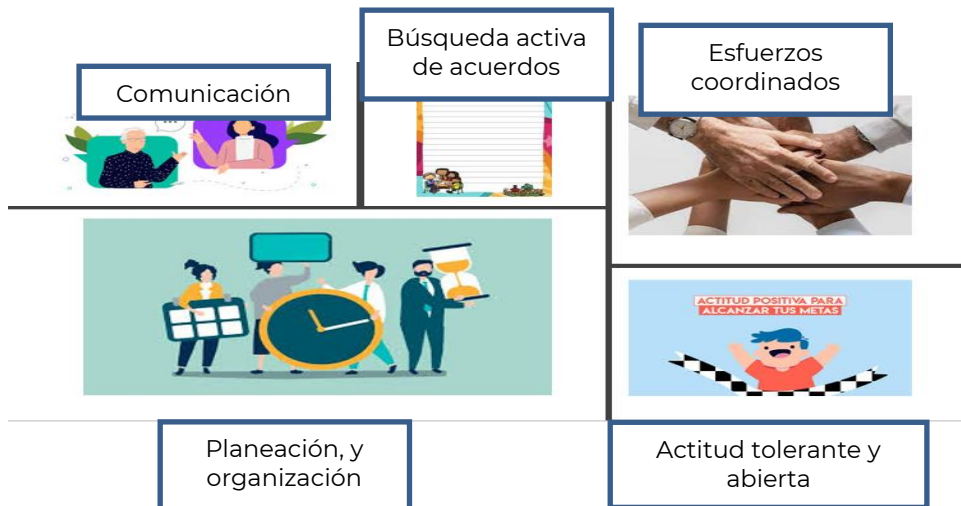 Búsqueda activa
de acuerdos
Esfuerzos
coordinados
Comunicación
ACTITUD POSITIVA PARA
ALCANZAR TUS METAS
Planeación, y
organización
Actitud tolerante y
abierta